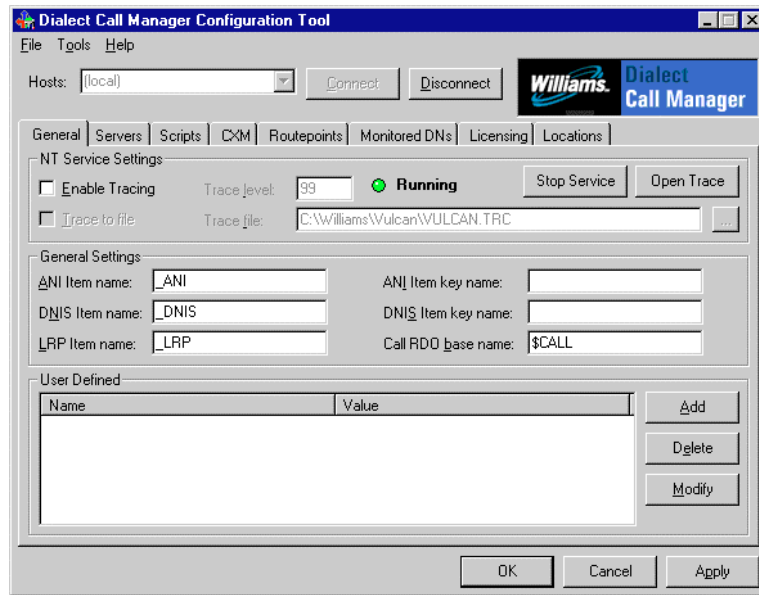 Dialect Call Manager Configuration Tool
File Tools Help
Hosts: (local) Connect Disconnect
Williams. Dialect Call Manager
General Servers Scripts CXM Routepoints Monitored DNs Licensing Locations
NT Service Settings
Enable Tracing Trace level: 99 Running Stop Service Open Trace
Trace to file Trace file: C:\Williams\Vulcan\VULCAN.TRC ...
General Settings
ANI Item name: _ANI ANI Item key name:
DNIS Item name: _DNIS DNIS Item key name:
LRP Item name: _LRP Call RDO base name: $CALL
User Defined
Name Value
Add
Delete
Modify
OK Cancel Apply